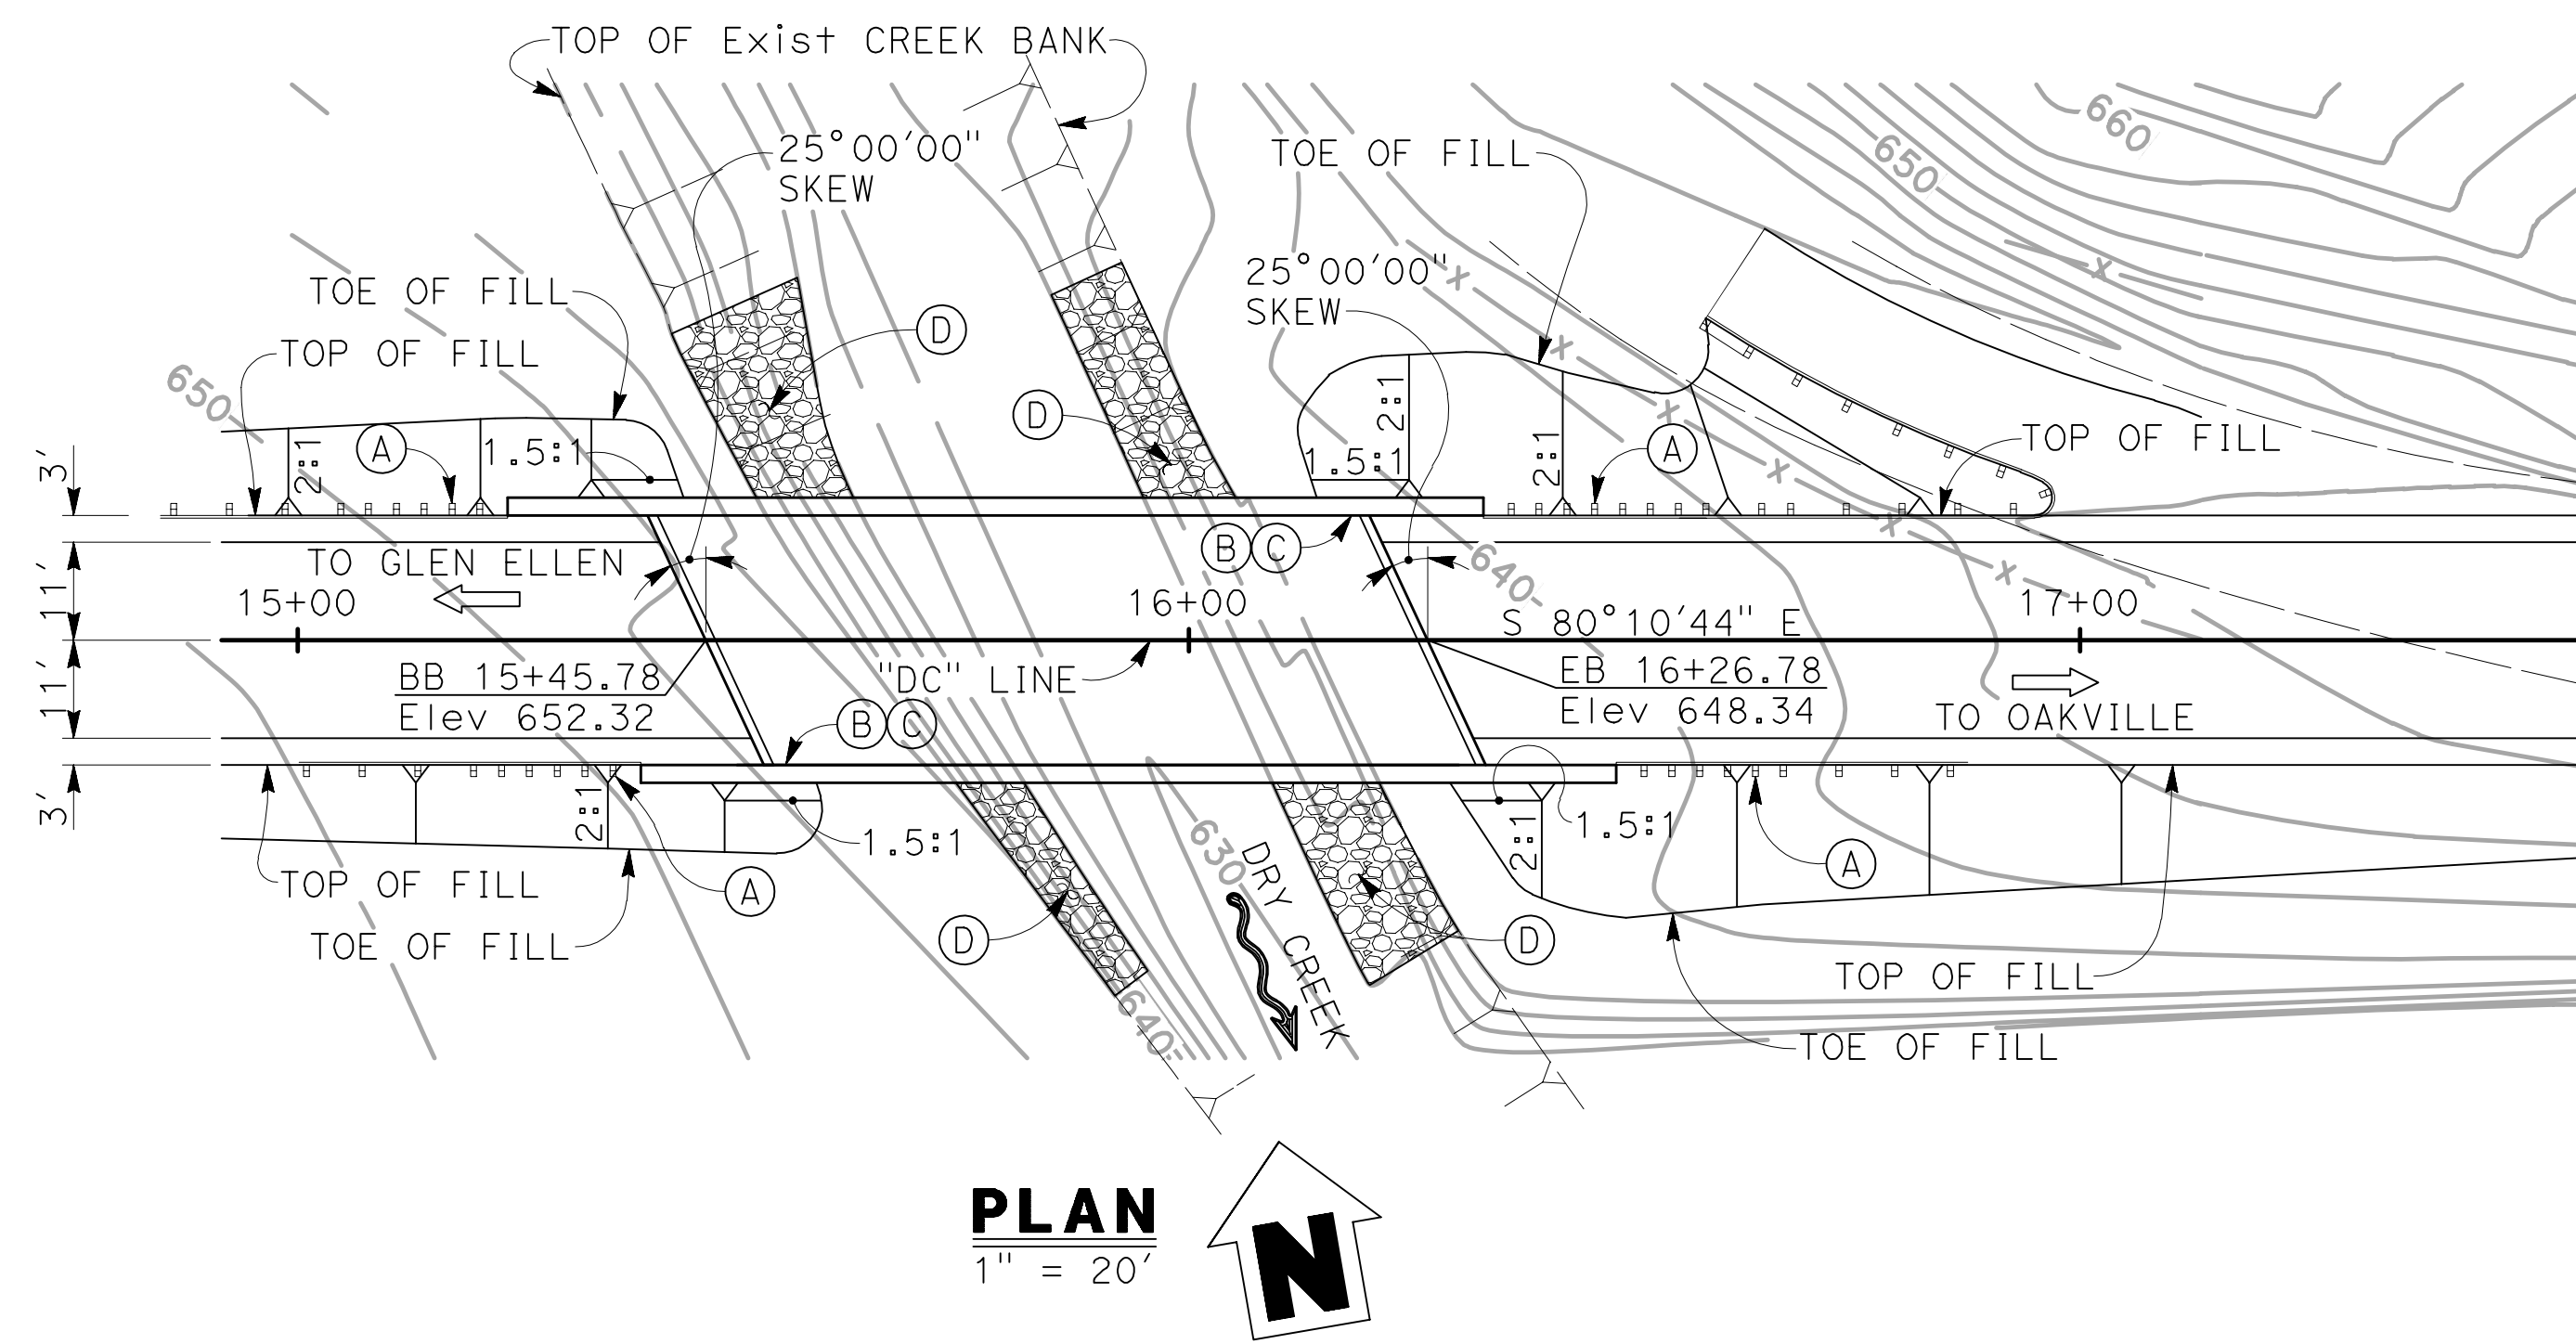 TOP OF Exist CREEK BANK
25°00'00"
SKEW
TOE OF FILL
660
650
25°00'00"
SKEW
TOE OF FILL
TOP OF FILL
650
D
D
2:1
1.5:1
A
2:1
1.5:1
2:1
A
TOP OF FILL
3'
11'
11'
3'
TO GLEN ELLEN
B C
640
15+00
16+00
17+00
S 80°10'44" E
BB 15+45.78
Elev 652.32
"DC" LINE
EB 16+26.78
Elev 648.34
TO OAKVILLE
B C
2:1
1.5:1
2:1
1.5:1
630
DRY CREEK
A
A
TOP OF FILL
TOE OF FILL
D
D
640
TOP OF FILL
TOE OF FILL
x
x
x
x
x
x
x
PLAN
1" = 20'
N